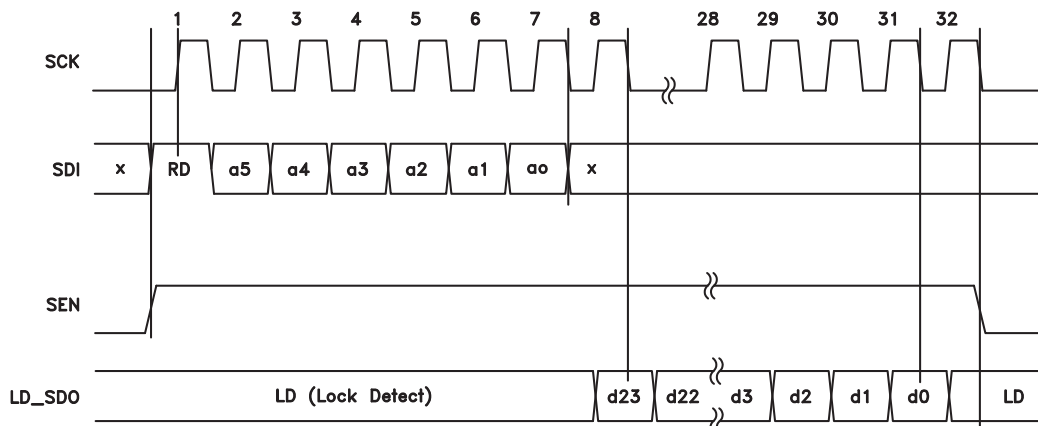 1 2 3 4 5 6 7 8 28 29 30 31 32
SCK
SDI x RD a5 a4 a3 a2 a1 ao x
SEN
LD_SDO LD (Lock Detect) d23 d22 d3 d2 d1 d0 LD